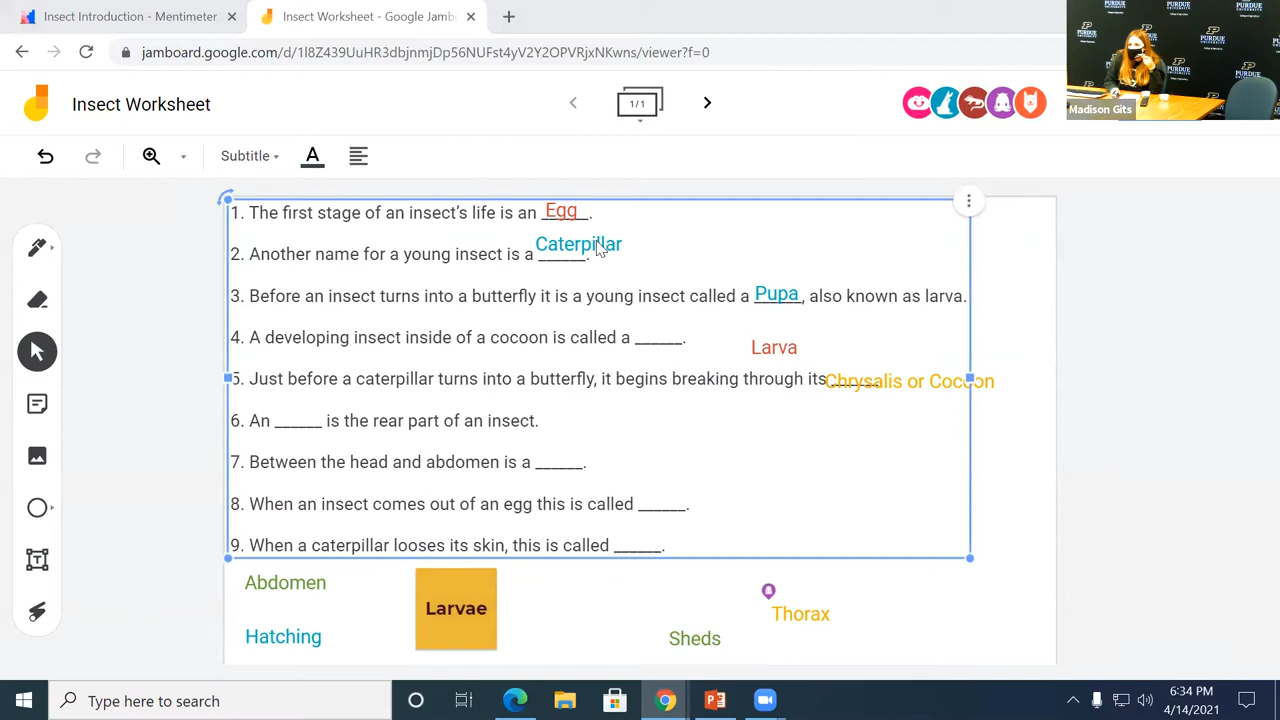 Insect Introduction - Mentimeter
Insect Worksheet - Google Jamb
jamboard.google.com/d/
/viewer?f=0
Insect Worksheet
1/1
PURDUE
Madison Gits
Subtitle
1. The first stage of an insect's life is an Egg.
2. Another name for a young insect is a ______.
Caterpillar
3. Before an insect turns into a butterfly it is a young insect called a Pupa, also known as larva.
4. A developing insect inside of a cocoon is called a ______.
Larva
5. Just before a caterpillar turns into a butterfly, it begins breaking through its Chrysalis or Cocoon
6. An ______ is the rear part of an insect.
7. Between the head and abdomen is a ______.
8. When an insect comes out of an egg this is called ______.
9. When a caterpillar looses its skin, this is called ______.
Abdomen
Larvae
Thorax
Hatching
Sheds
Type here to search
6:34 PM
4/14/2021